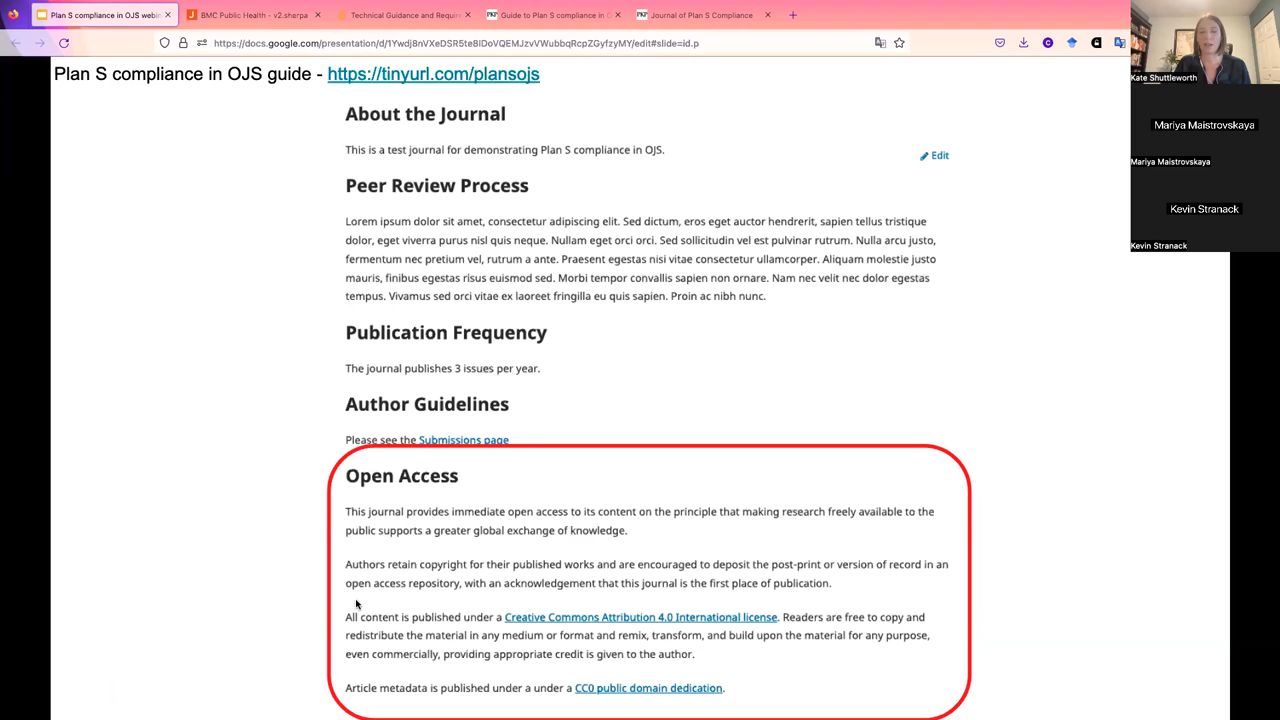 Plan S compliance in OJS webi
BMC Public Health - v2.sherpa
Technical Guidance and Require
PKP
Guide to Plan S compliance in O
PKP
Journal of Plan S Compliance
https://docs.google.com/presentation/d/1Ywdj8nVXeDSR5te8IDoVQEMJzvVWubbqRcpZGyfzyMY/edit#slide=id.p
Plan S compliance in OJS guide - https://tinyurl.com/plansojs
Kate Shuttleworth
Mariya Maistrovskaya
Mariya Maistrovskaya
Kevin Stranack
Kevin Stranack
About the Journal
This is a test journal for demonstrating Plan S compliance in OJS.
Edit
Peer Review Process
Lorem ipsum dolor sit amet, consectetur adipiscing elit. Sed dictum, eros eget auctor hendrerit, sapien tellus tristique
dolor, eget viverra purus nisl quis neque. Nullam eget orci orci. Sed sollicitudin vel est pulvinar rutrum. Nulla arcu justo,
fermentum nec pretium vel, rutrum a ante. Praesent egestas nisi vitae consectetur ullamcorper. Aliquam molestie justo
mauris, finibus egestas risus euismod sed. Morbi tempor convallis sapien non ornare. Nam nec velit nec dolor egestas
tempus. Vivamus sed orci vitae ex laoreet fringilla eu quis sapien. Proin ac nibh nunc.
Publication Frequency
The journal publishes 3 issues per year.
Author Guidelines
Please see the Submissions page
Open Access
This journal provides immediate open access to its content on the principle that making research freely available to the
public supports a greater global exchange of knowledge.
Authors retain copyright for their published works and are encouraged to deposit the post-print or version of record in an
open access repository, with an acknowledgement that this journal is the first place of publication.
All content is published under a Creative Commons Attribution 4.0 International license. Readers are free to copy and
redistribute the material in any medium or format and remix, transform, and build upon the material for any purpose,
even commercially, providing appropriate credit is given to the author.
Article metadata is published under a under a CC0 public domain dedication.